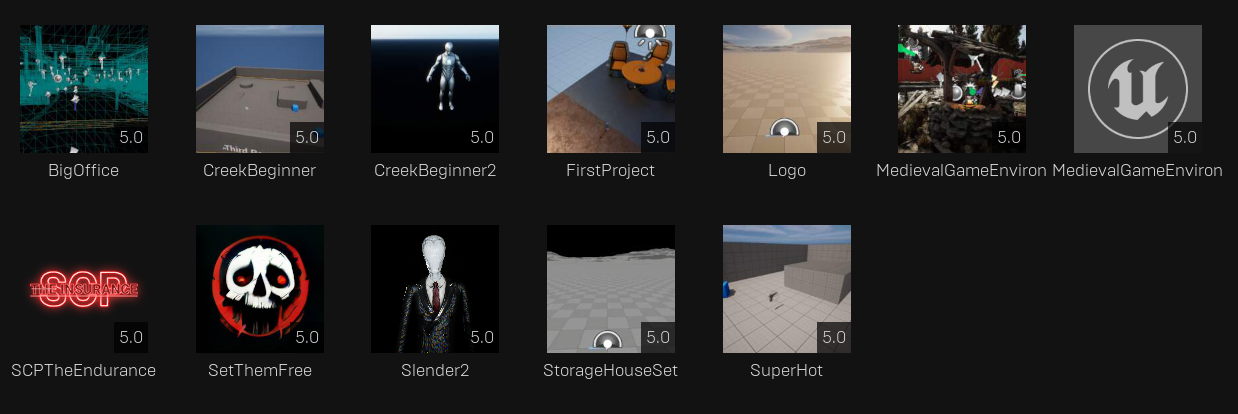 5.0 5.0 5.0 5.0 5.0 5.0 5.0
BigOffice CreekBeginner CreekBeginner2 FirstProject Logo MedievalGameEnviron MedievalGameEnviron
SCP
THE INSURANCE
5.0 5.0 5.0 5.0 5.0
SCPTheEndurance SetThemFree Slender2 StorageHouseSet SuperHot